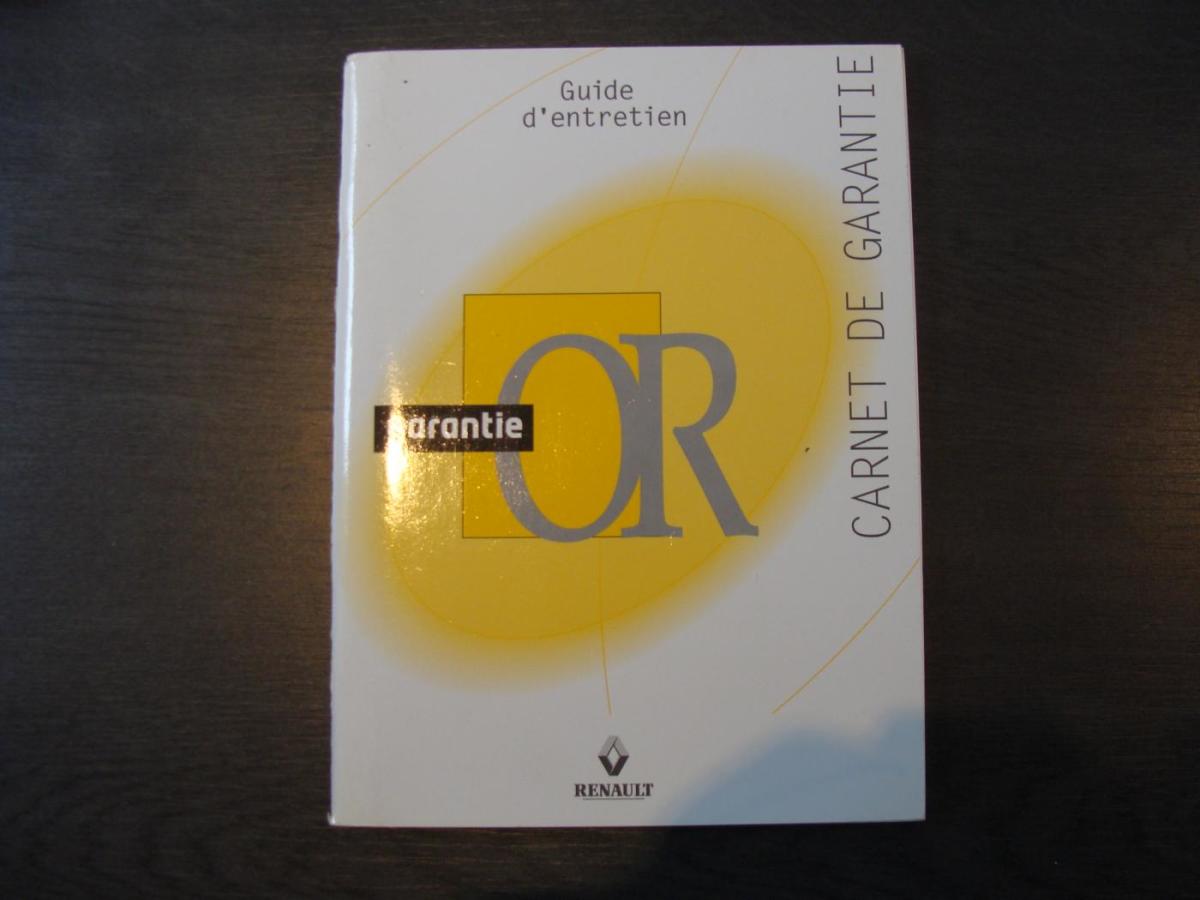 Guide
d'entretien
CARNET DE GARANTIE
garantie
OR
RENAULT